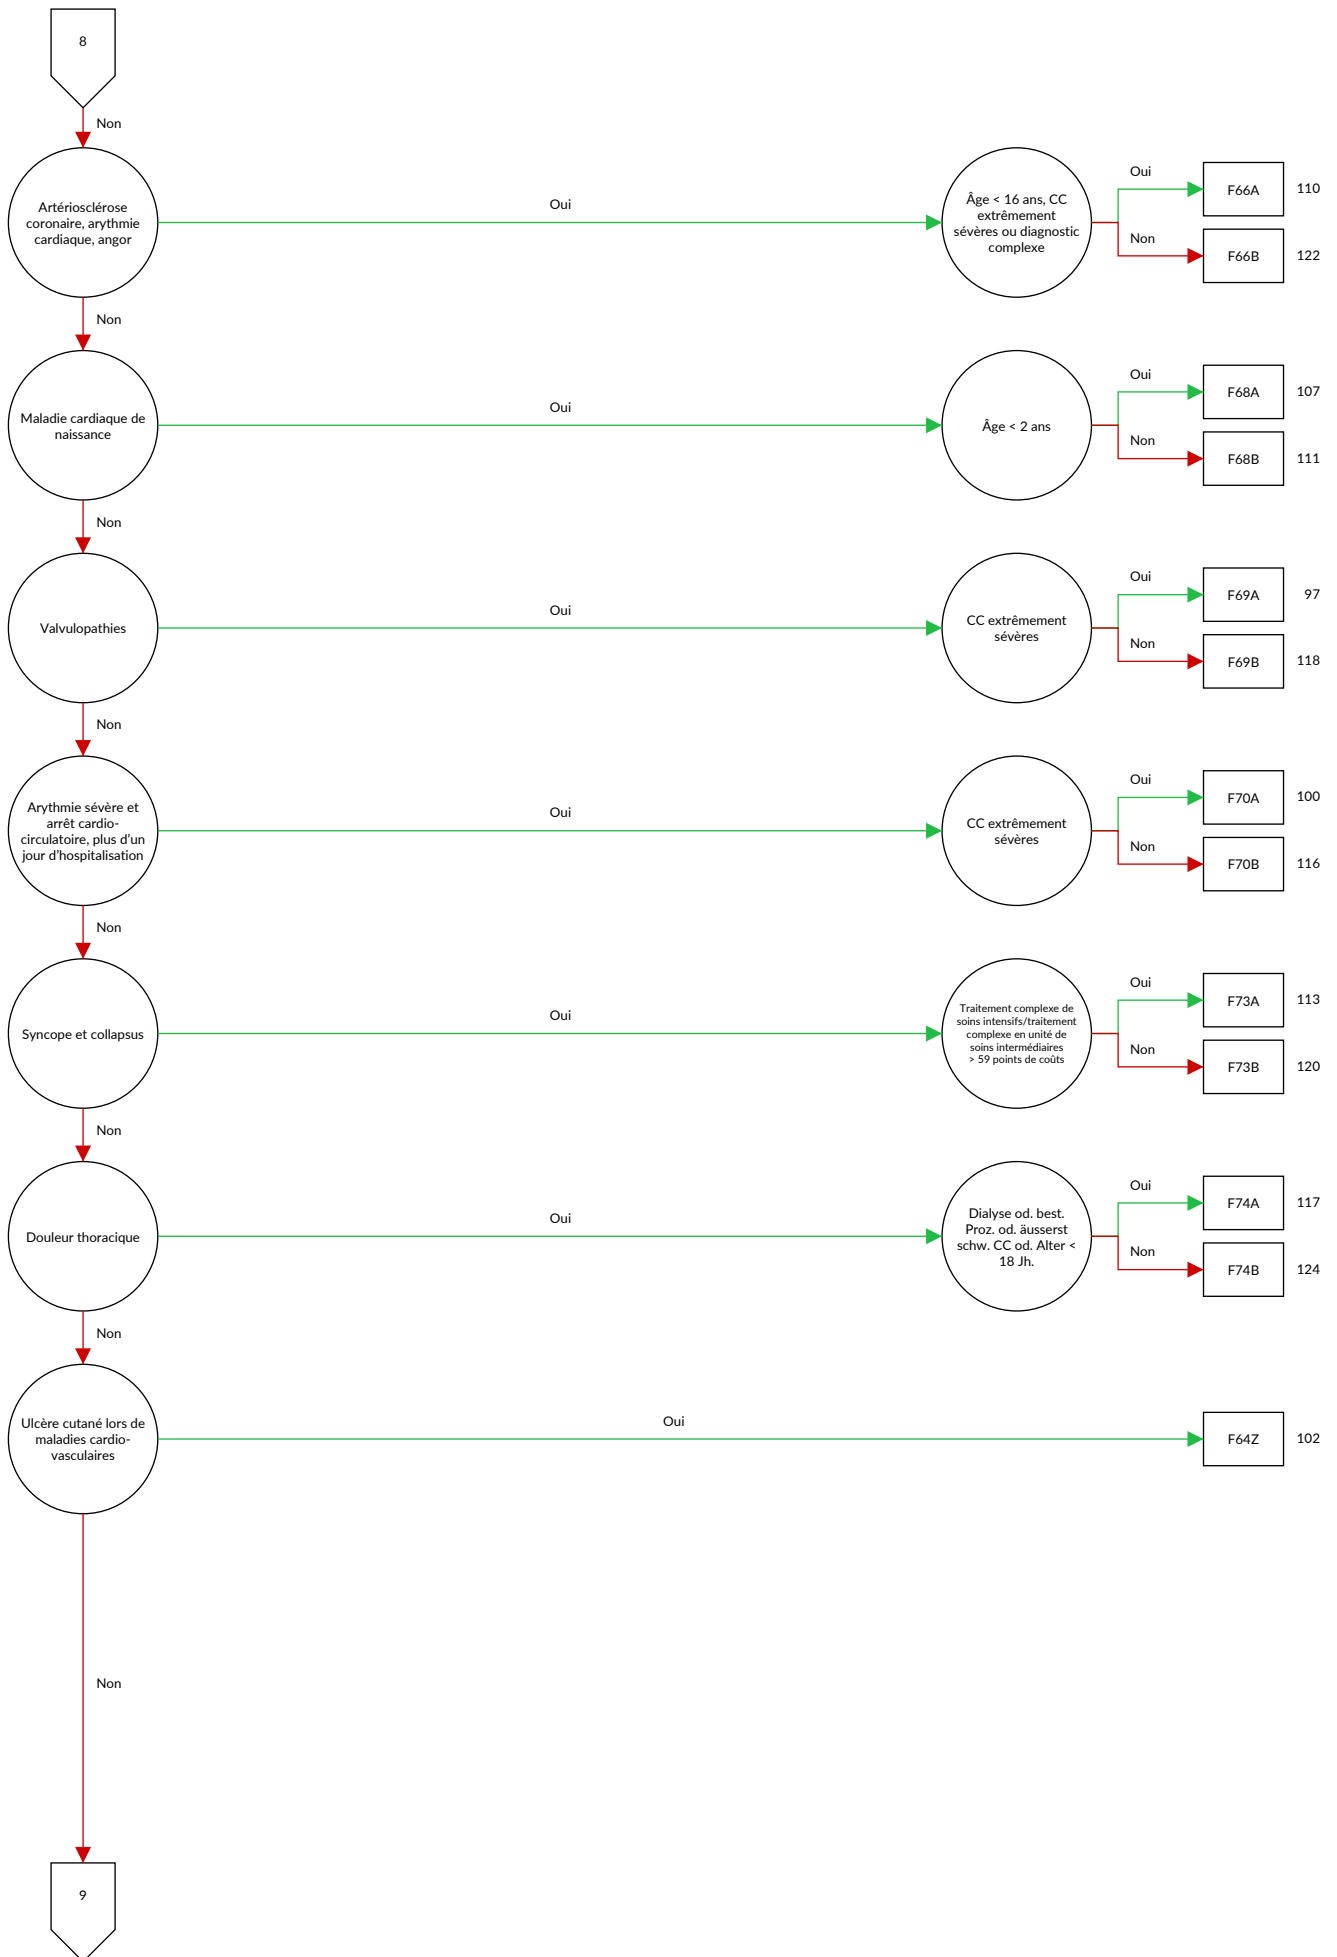 8
Non
Artériosclérose
coronaire, arythmie
cardiaque, angor
Oui
Âge < 16 ans, CC
extrêmement
sévères ou diagnostic
complexe
Oui
F66A
110
Non
F66B
122
Non
Maladie cardiaque de
naissance
Oui
Âge < 2 ans
Oui
F68A
107
Non
F68B
111
Non
Valvulopathies
Oui
CC extrêmement
sévères
Oui
F69A
97
Non
F69B
118
Non
Arythmie sévère et
arrêt cardio-
circulatoire, plus d'un
jour d'hospitalisation
Oui
CC extrêmement
sévères
Oui
F70A
100
Non
F70B
116
Non
Syncope et collapsus
Oui
Traitement complexe de
soins intensifs/traitement
complexe en unité de
soins intermédiaires
> 59 points de coûts
Oui
F73A
113
Non
F73B
120
Non
Douleur thoracique
Oui
Dialyse od. best.
Proz. od. äusserst
schw. CC od. Alter <
18 Jh.
Oui
F74A
117
Non
F74B
124
Non
Ulcère cutané lors de
maladies cardio-
vasculaires
Oui
F64Z
102
Non
9